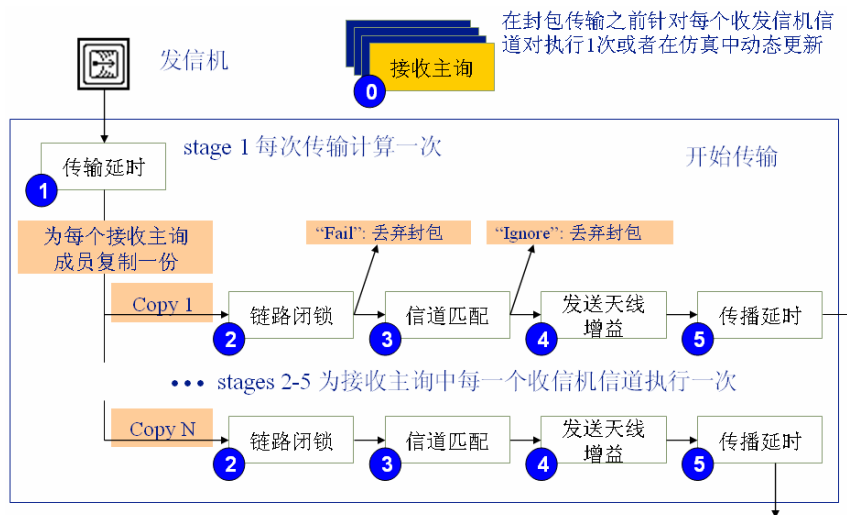 在封包传输之前针对每个收发信机信
道对执行1次或者在仿真中动态更新
发信机
接收主询
0
stage 1 每次传输计算一次
开始传输
传输延时
1
为每个接收主询
成员复制一份
“Fail”: 丢弃封包
“Ignore”: 丢弃封包
Copy 1
链路闭锁
2
信道匹配
3
发送天线
增益
4
传播延时
5
••• stages 2-5 为接收主询中每一个收信机信道执行一次
Copy N
链路闭锁
2
信道匹配
3
发送天线
增益
4
传播延时
5